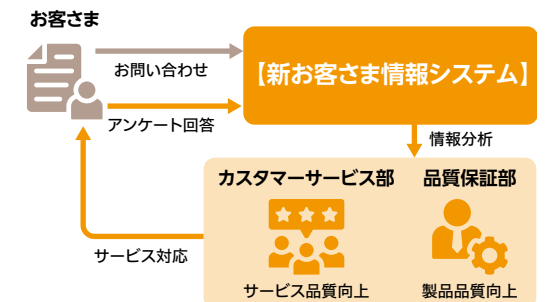 お客さま
お問い合わせ
【新お客さま情報システム】
アンケート回答
情報分析
カスタマーサービス部
品質保証部
サービス対応
サービス品質向上
製品品質向上